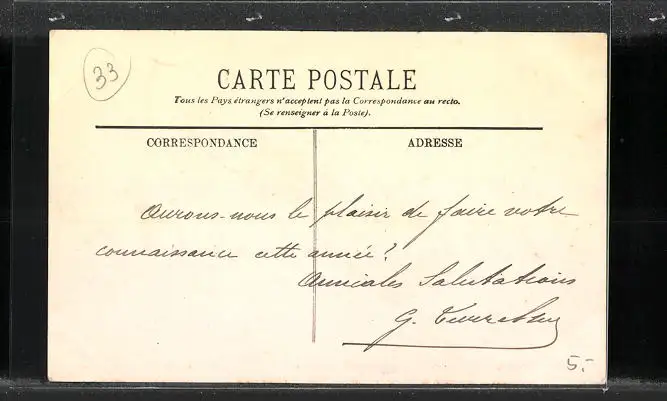 33
CARTE POSTALE
Tous les Pays étrangers n'acceptent pas la Correspondance au recto.
(Se renseigner à la Poste).
CORRESPONDANCE
ADRESSE
Aurons-nous le plaisir de faire votre
connaissance cette année?
Amicales Salutations
G.
5.-